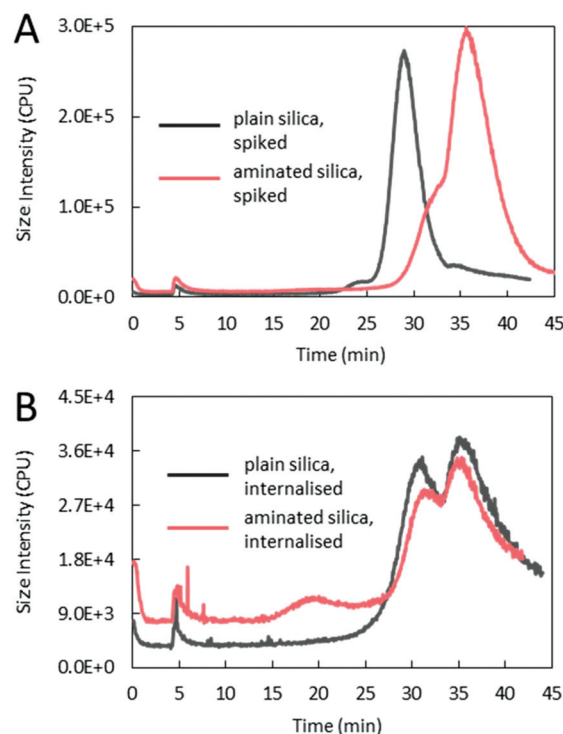 A
Size Intensity (CPU)
3.0E+5
2.0E+5
1.0E+5
0.0E+0
plain silica,
spiked
aminated silica,
spiked
0 5 10 15 20 25 30 35 40 45
Time (min)
B
Size Intensity (CPU)
4.5E+4
3.6E+4
2.7E+4
1.8E+4
9.0E+3
0.0E+0
plain silica,
internalised
aminated silica,
internalised
0 5 10 15 20 25 30 35 40 45
Time (min)